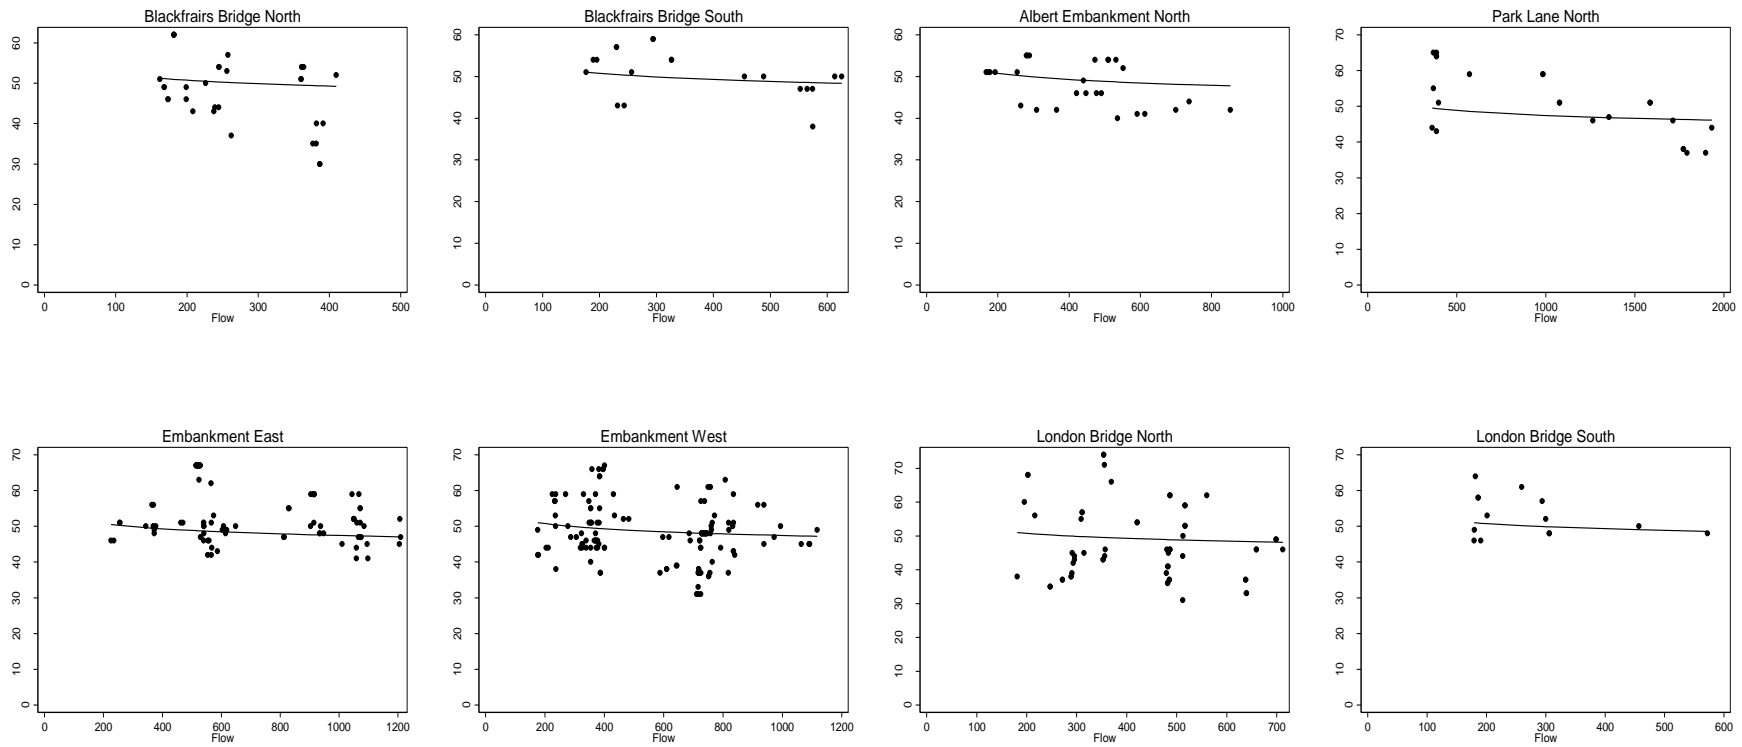 Blackfrairs Bridge North
60
50
40
30
20
10
0
0 100 200 300 400 500
Flow
Blackfrairs Bridge South
60
50
40
30
20
10
0
0 100 200 300 400 500 600
Flow
Albert Embankment North
60
50
40
30
20
10
0
0 200 400 600 800 1000
Flow
Park Lane North
70
60
50
40
30
20
10
0
0 500 1000 1500 2000
Flow
Embankment East
70
60
50
40
30
20
10
0
0 200 400 600 800 1000 1200
Flow
Embankment West
70
60
50
40
30
20
10
0
0 200 400 600 800 1000 1200
Flow
London Bridge North
70
60
50
40
30
20
10
0
0 100 200 300 400 500 600 700
Flow
London Bridge South
70
60
50
40
30
20
10
0
0 100 200 300 400 500 600
Flow